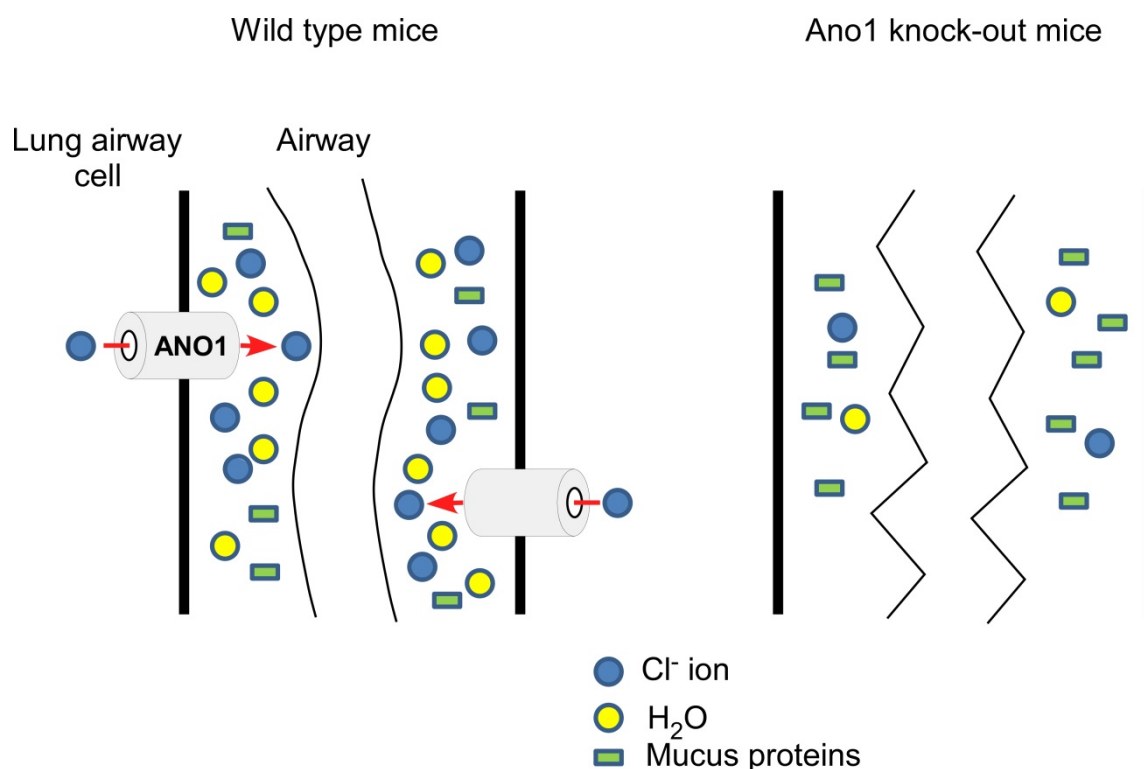 Wild type mice
Ano1 knock-out mice
Lung airway
cell
Airway
ANO1
Cl⁻ ion
H₂O
Mucus proteins